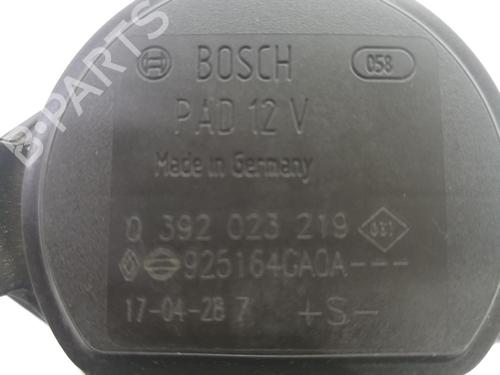 BOSCH 058
PAD 12 V
Made in Germany
0 392 023 219 031
925164GA0A---
17-04-28 7 +S-
B-PARTS